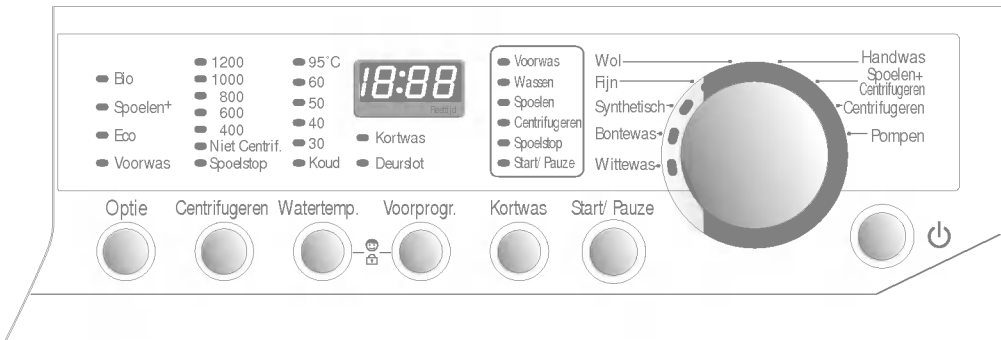 Bio
Spoelen+
Eco
Voorwas
1200
1000
800
600
400
Niet Centrif.
Spoelstop
95°C
60
50
40
30
Koud
18:88
Restijd
Kortwas
Deurslot
Voorwas
Wassen
Spoelen
Centrifugeren
Spoelstop
Start/ Pauze
Wol
Fijn
Synthetisch
Bontewas
Wittewas
Handwas
Spoelen+
Centrifugeren
Centrifugeren
Pompen
Optie
Centrifugeren
Watertemp.
Voorprogr.
Kortwas
Start/ Pauze